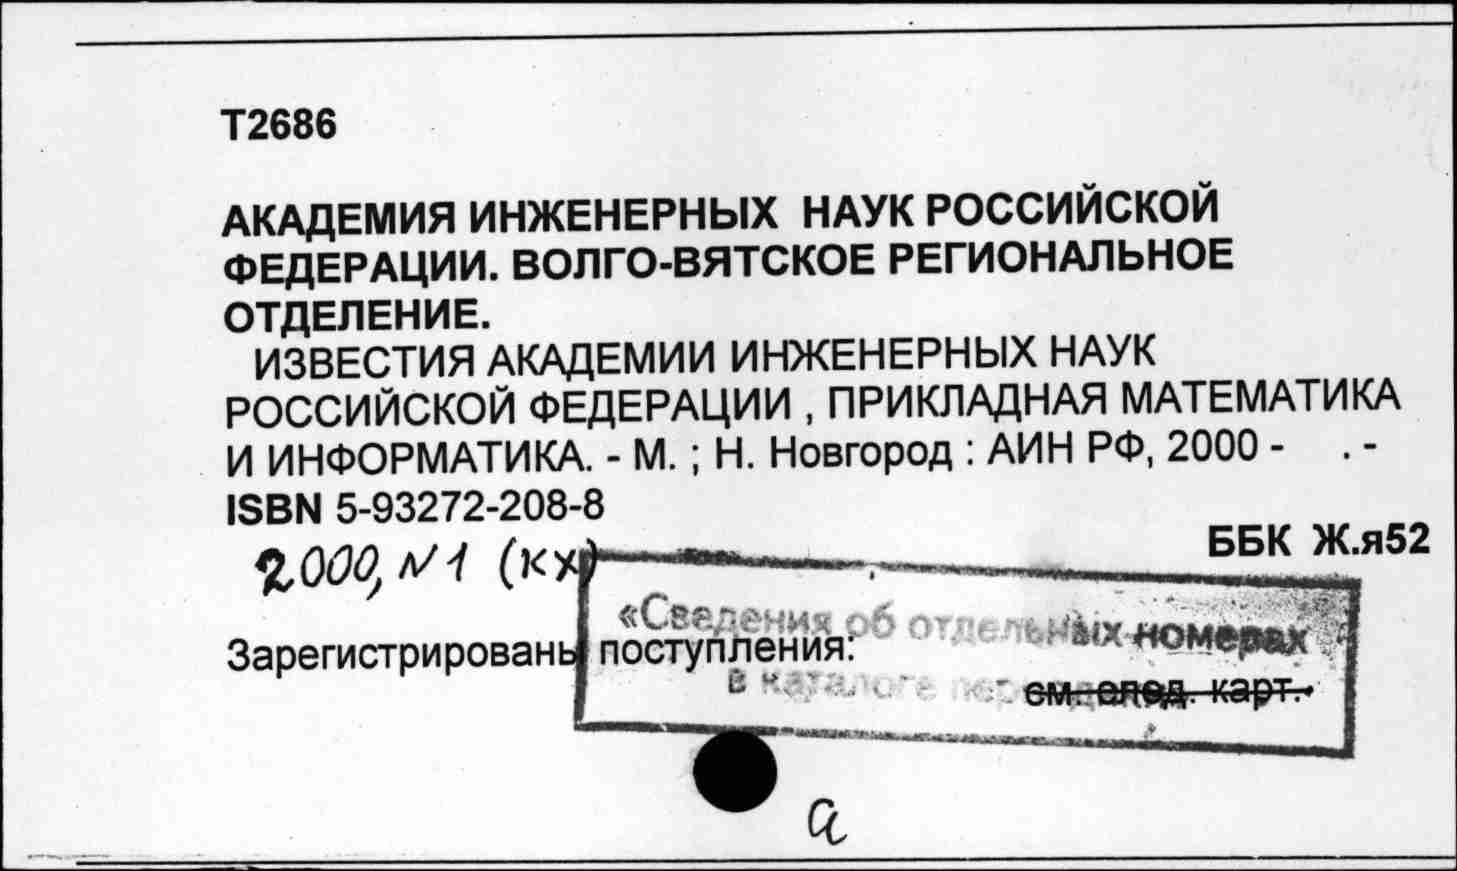 Т2686
АКАДЕМИЯ ИНЖЕНЕРНЫХ НАУК РОССИЙСКОЙ
ФЕДЕРАЦИИ. ВОЛГО-ВЯТСКОЕ РЕГИОНАЛЬНОЕ
ОТДЕЛЕНИЕ.
ИЗВЕСТИЯ АКАДЕМИИ ИНЖЕНЕРНЫХ НАУК
РОССИЙСКОЙ ФЕДЕРАЦИИ , ПРИКЛАДНАЯ МАТЕМАТИКА
И ИНФОРМАТИКА. - М. ; Н. Новгород : АИН РФ, 2000 - . -
ISBN 5-93272-208-8
ББК Ж.я52
2000, N1 (кх)
«Сведения об отдельных номерах
Зарегистрированы поступления:
в каталоге
см. след. карт.
а